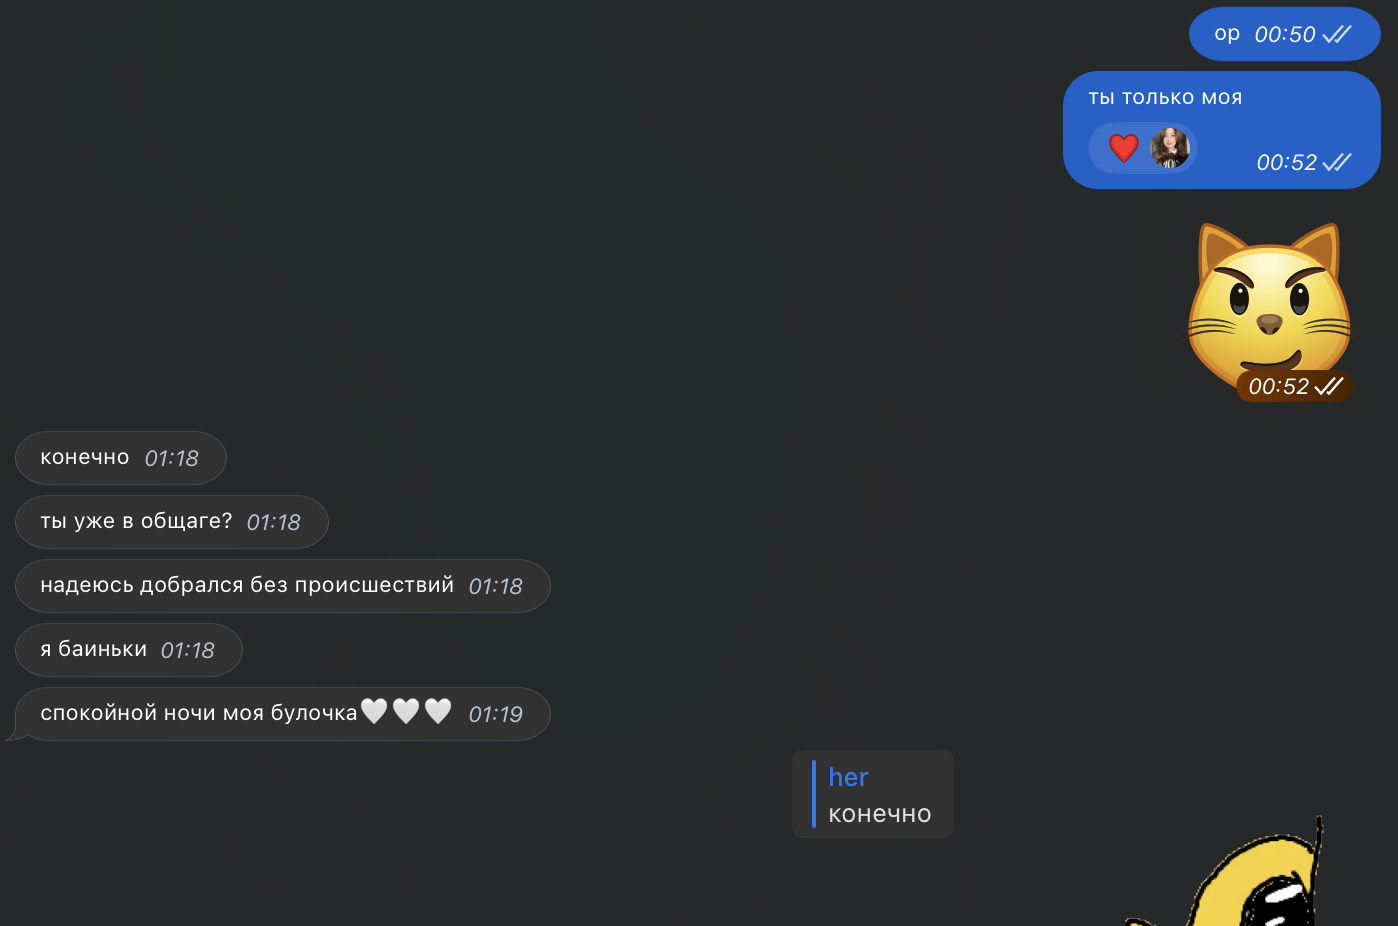 ор 00:50
ты только моя
00:52
00:52
конечно 01:18
ты уже в общаге? 01:18
надеюсь добрался без происшествий 01:18
я баиньки 01:18
спокойной ночи моя булочка🤍🤍🤍 01:19
her
конечно